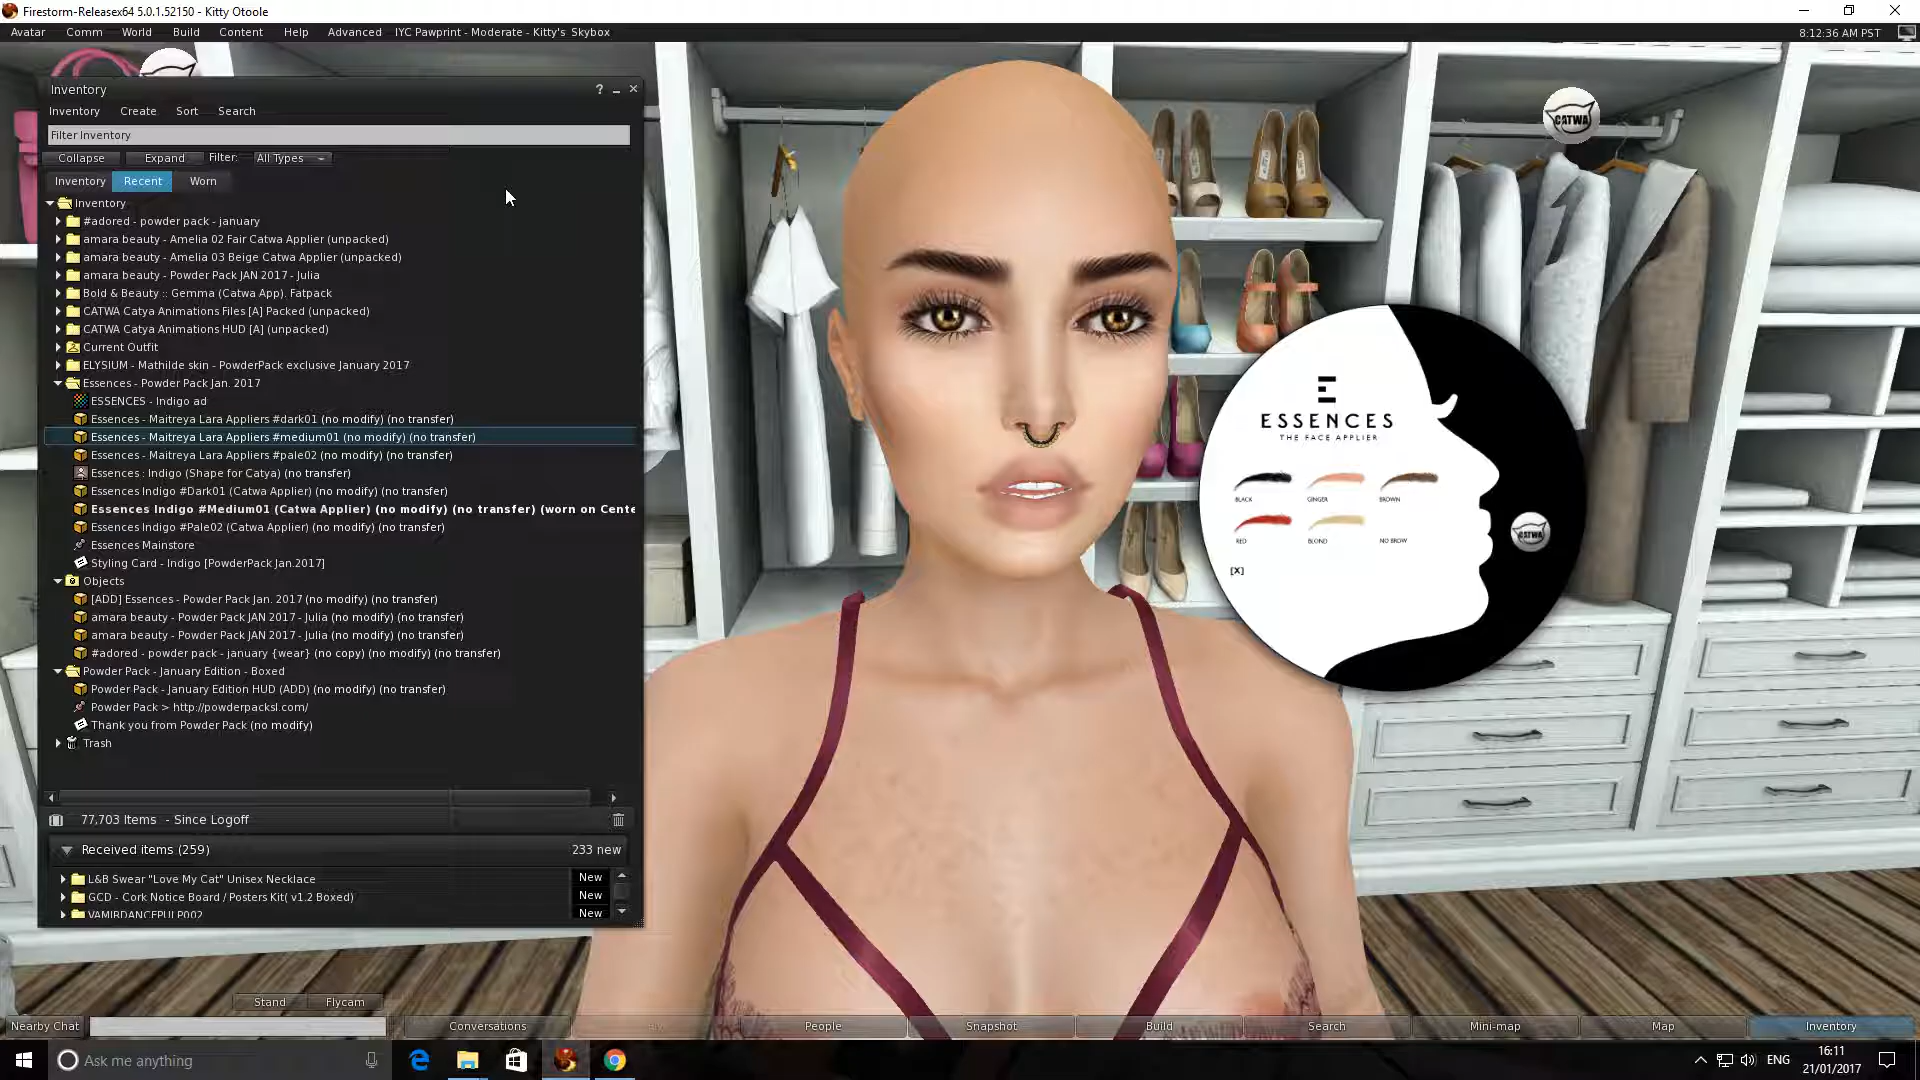 Firestorm-Releasex64 5.0.1.52150 - Kitty Otoole
Avatar Comm World Build Content Help Advanced IYC Pawprint - Moderate - Kitty's Skybox 8:12:36 AM PST
Inventory ?
Inventory Create Sort Search
Filter Inventory
Collapse Expand Filter: All Types
Inventory Recent Worn
Inventory
#adored - powder pack - january
amara beauty - Amelia 02 Fair Catwa Applier (unpacked)
amara beauty - Amelia 03 Beige Catwa Applier (unpacked)
amara beauty - Powder Pack JAN 2017 - Julia
Bold & Beauty :: Gemma (Catwa App). Fatpack
CATWA Catya Animations Files [A] Packed (unpacked)
CATWA Catya Animations HUD [A] (unpacked)
Current Outfit
ELYSIUM - Mathilde skin - PowderPack exclusive January 2017
Essences - Powder Pack Jan. 2017
ESSENCES - Indigo ad
Essences - Maitreya Lara Appliers #dark01 (no modify) (no transfer)
Essences - Maitreya Lara Appliers #medium01 (no modify) (no transfer)
Essences - Maitreya Lara Appliers #pale02 (no modify) (no transfer)
Essences : Indigo (Shape for Catya) (no transfer)
Essences Indigo #Dark01 (Catwa Applier) (no modify) (no transfer)
Essences Indigo #Medium01 (Catwa Applier) (no modify) (no transfer) (worn on Cente
Essences Indigo #Pale02 (Catwa Applier) (no modify) (no transfer)
Essences Mainstore
Styling Card - Indigo [PowderPack Jan.2017]
Objects
[ADD] Essences - Powder Pack Jan. 2017 (no modify) (no transfer)
amara beauty - Powder Pack JAN 2017 - Julia (no modify) (no transfer)
amara beauty - Powder Pack JAN 2017 - Julia (no modify) (no transfer)
#adored - powder pack - january {wear} (no copy) (no modify) (no transfer)
Powder Pack - January Edition - Boxed
Powder Pack - January Edition HUD (ADD) (no modify) (no transfer)
Powder Pack > http://powderpacksl.com/
Thank you from Powder Pack (no modify)
Trash
77,703 Items - Since Logoff
Received items (259) 233 new
L&B Swear "Love My Cat" Unisex Necklace New
GCD - Cork Notice Board / Posters Kit( v1.2 Boxed) New
VAMIRDANCEPULP002 New
CATWA
ESSENCES
THE FACE APPLIER
BLACK GINGER BROWN
RED BLOND NO BROW
CATWA
[X]
Stand Flycam
Nearby Chat Conversations People Snapshot Build Search Mini-map Map Inventory
Ask me anything
ENG
16:11
21/01/2017